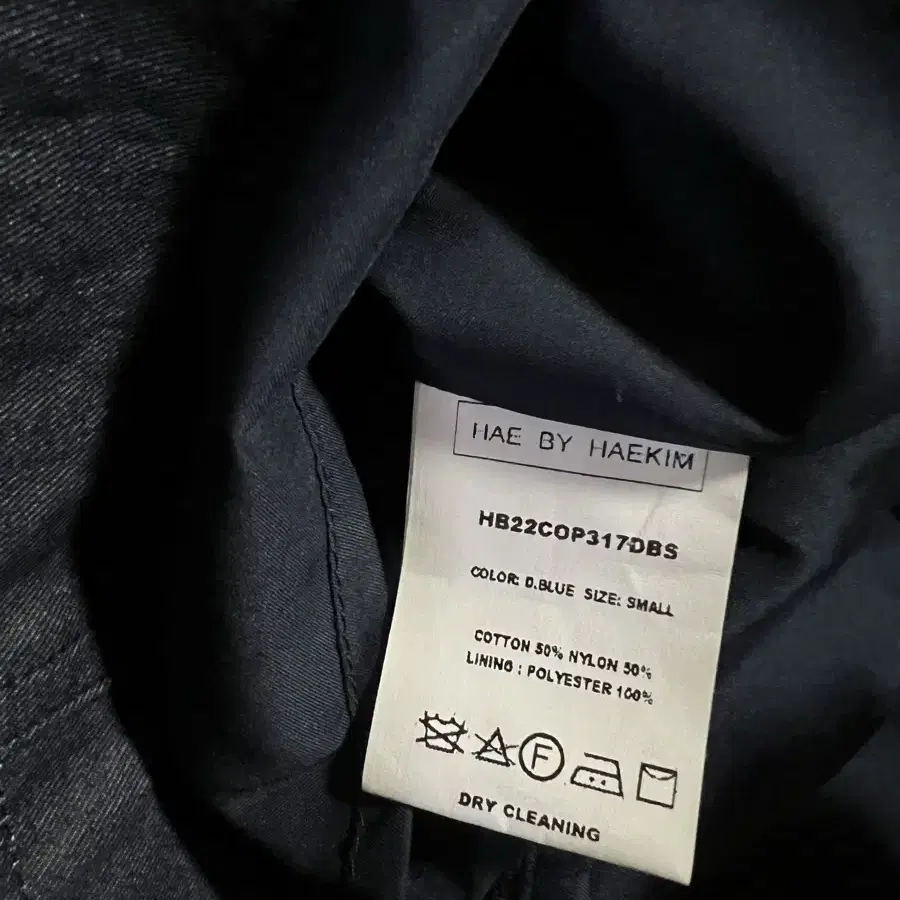 HAE BY HAEKIM
HB22COP317DBS
COLOR: D.BLUE SIZE: SMALL
COTTON 50% NYLON 50%
LINING : POLYESTER 100%
F
DRY CLEANING